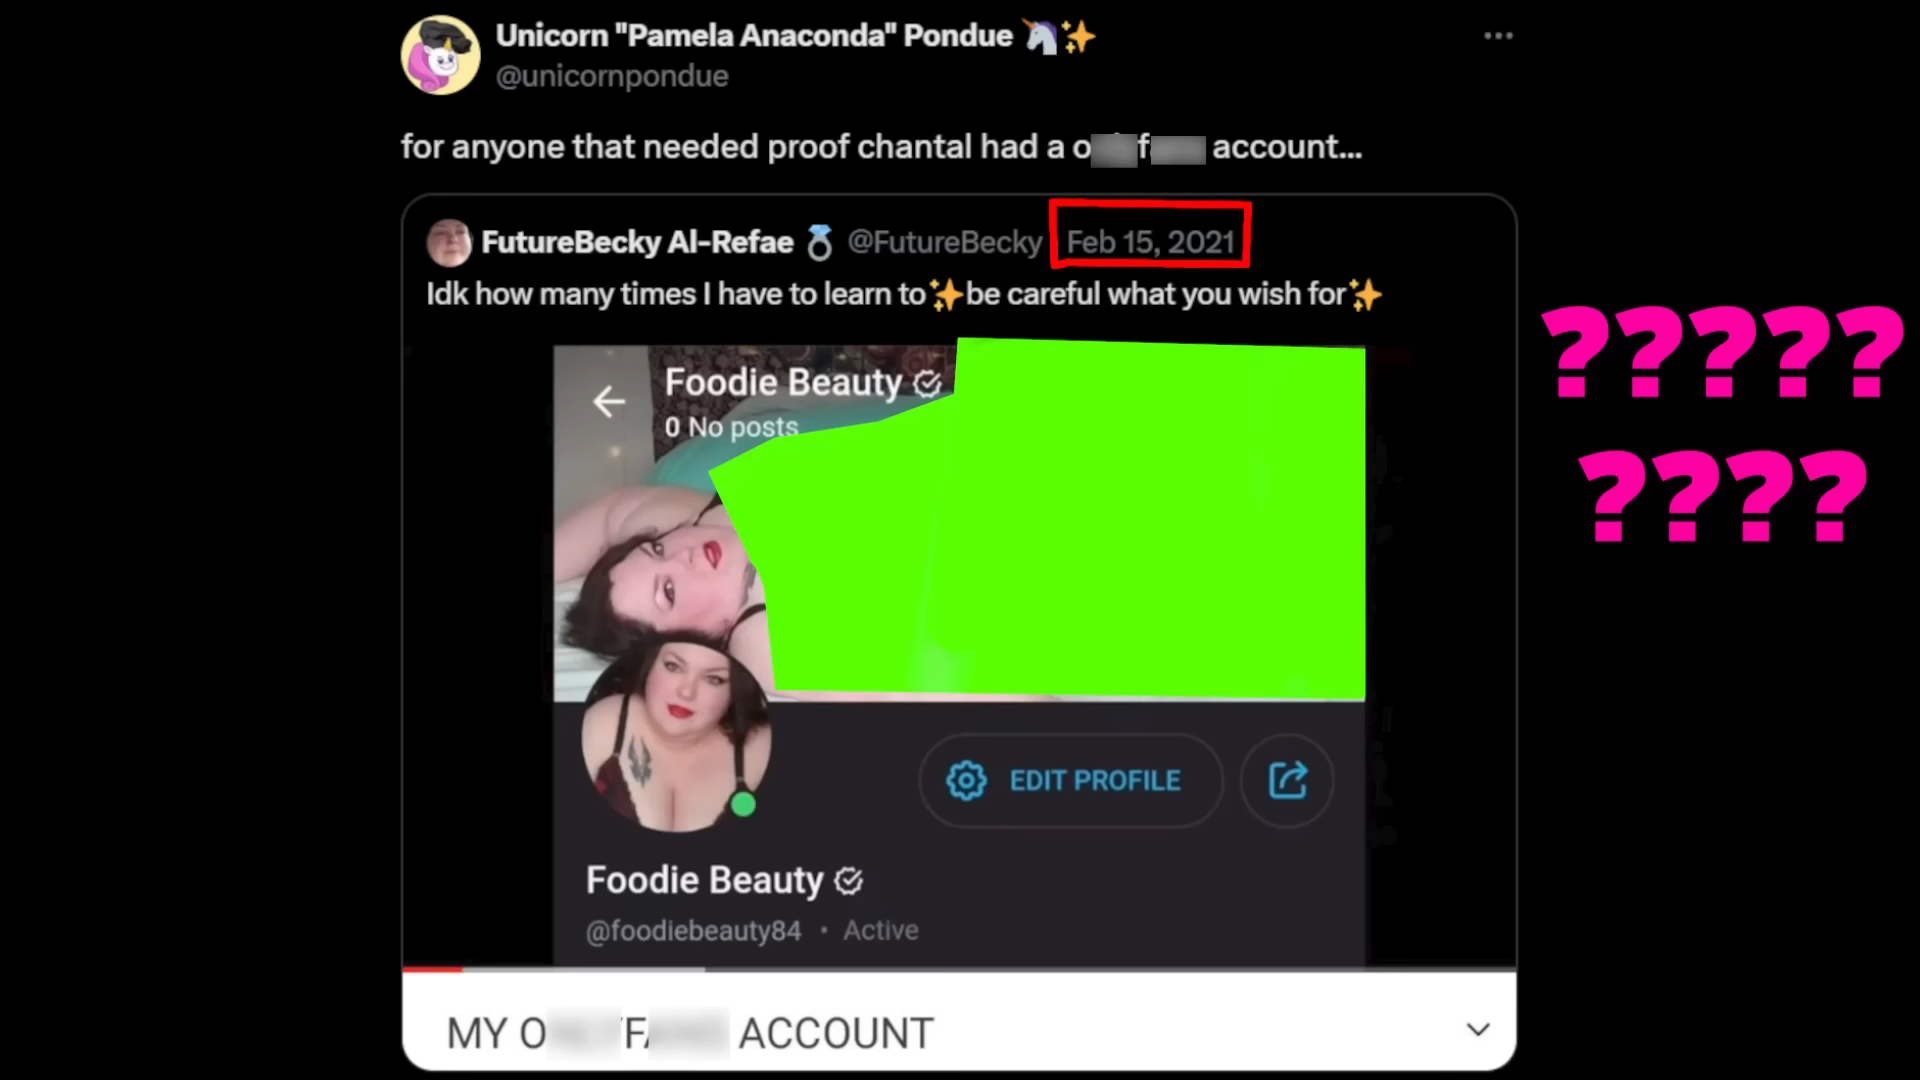 Unicorn "Pamela Anaconda" Pondue 🦄✨
@unicornpondue
for anyone that needed proof chantal had a o f account...
FutureBecky Al-Refae 💍 @FutureBecky Feb 15, 2021
Idk how many times I have to learn to✨be careful what you wish for✨
Foodie Beauty
0 No posts
?????
????
EDIT PROFILE
Foodie Beauty
@foodiebeauty84 • Active
MY O F ACCOUNT